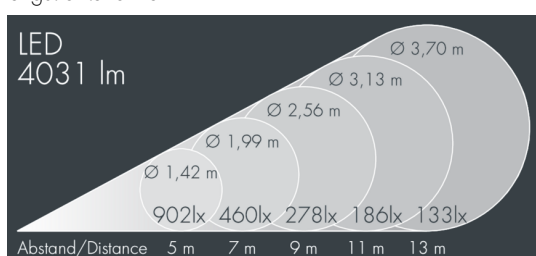 LED
4031 lm
Ø 3,70 m
Ø 3,13 m
Ø 2,56 m
Ø 1,99 m
Ø 1,42 m
902lx 460lx 278lx 186lx 133lx
Abstand/Distance 5 m 7 m 9 m 11 m 13 m